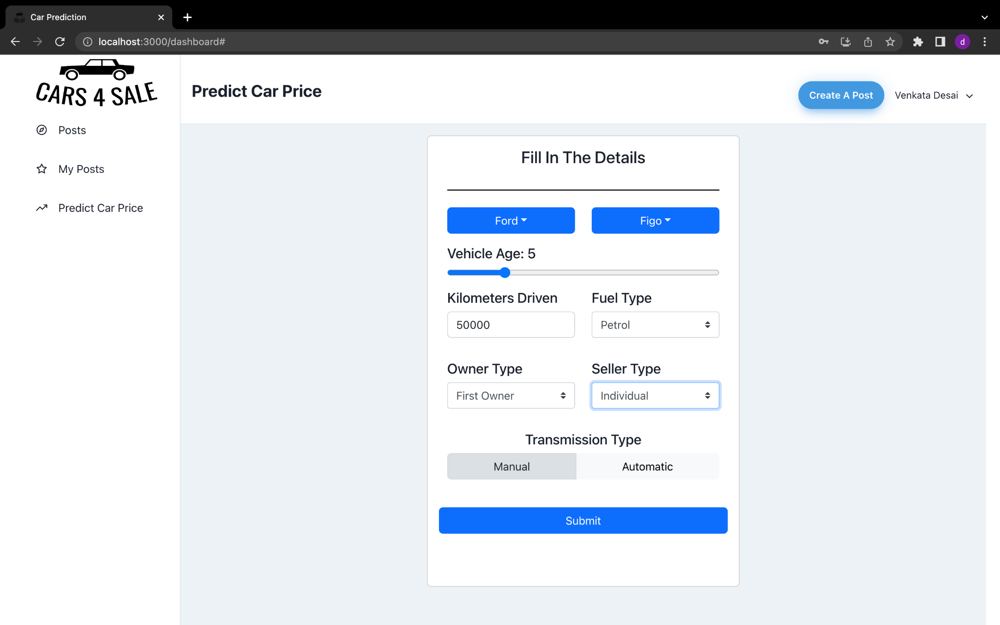 Car Prediction
localhost:3000/dashboard#
d
CARS 4 SALE
Posts
My Posts
Predict Car Price
Predict Car Price
Create A Post
Venkata Desai
Fill In The Details
Ford
Figo
Vehicle Age: 5
Kilometers Driven
Fuel Type
50000
Petrol
Owner Type
Seller Type
First Owner
Individual
Transmission Type
Manual
Automatic
Submit